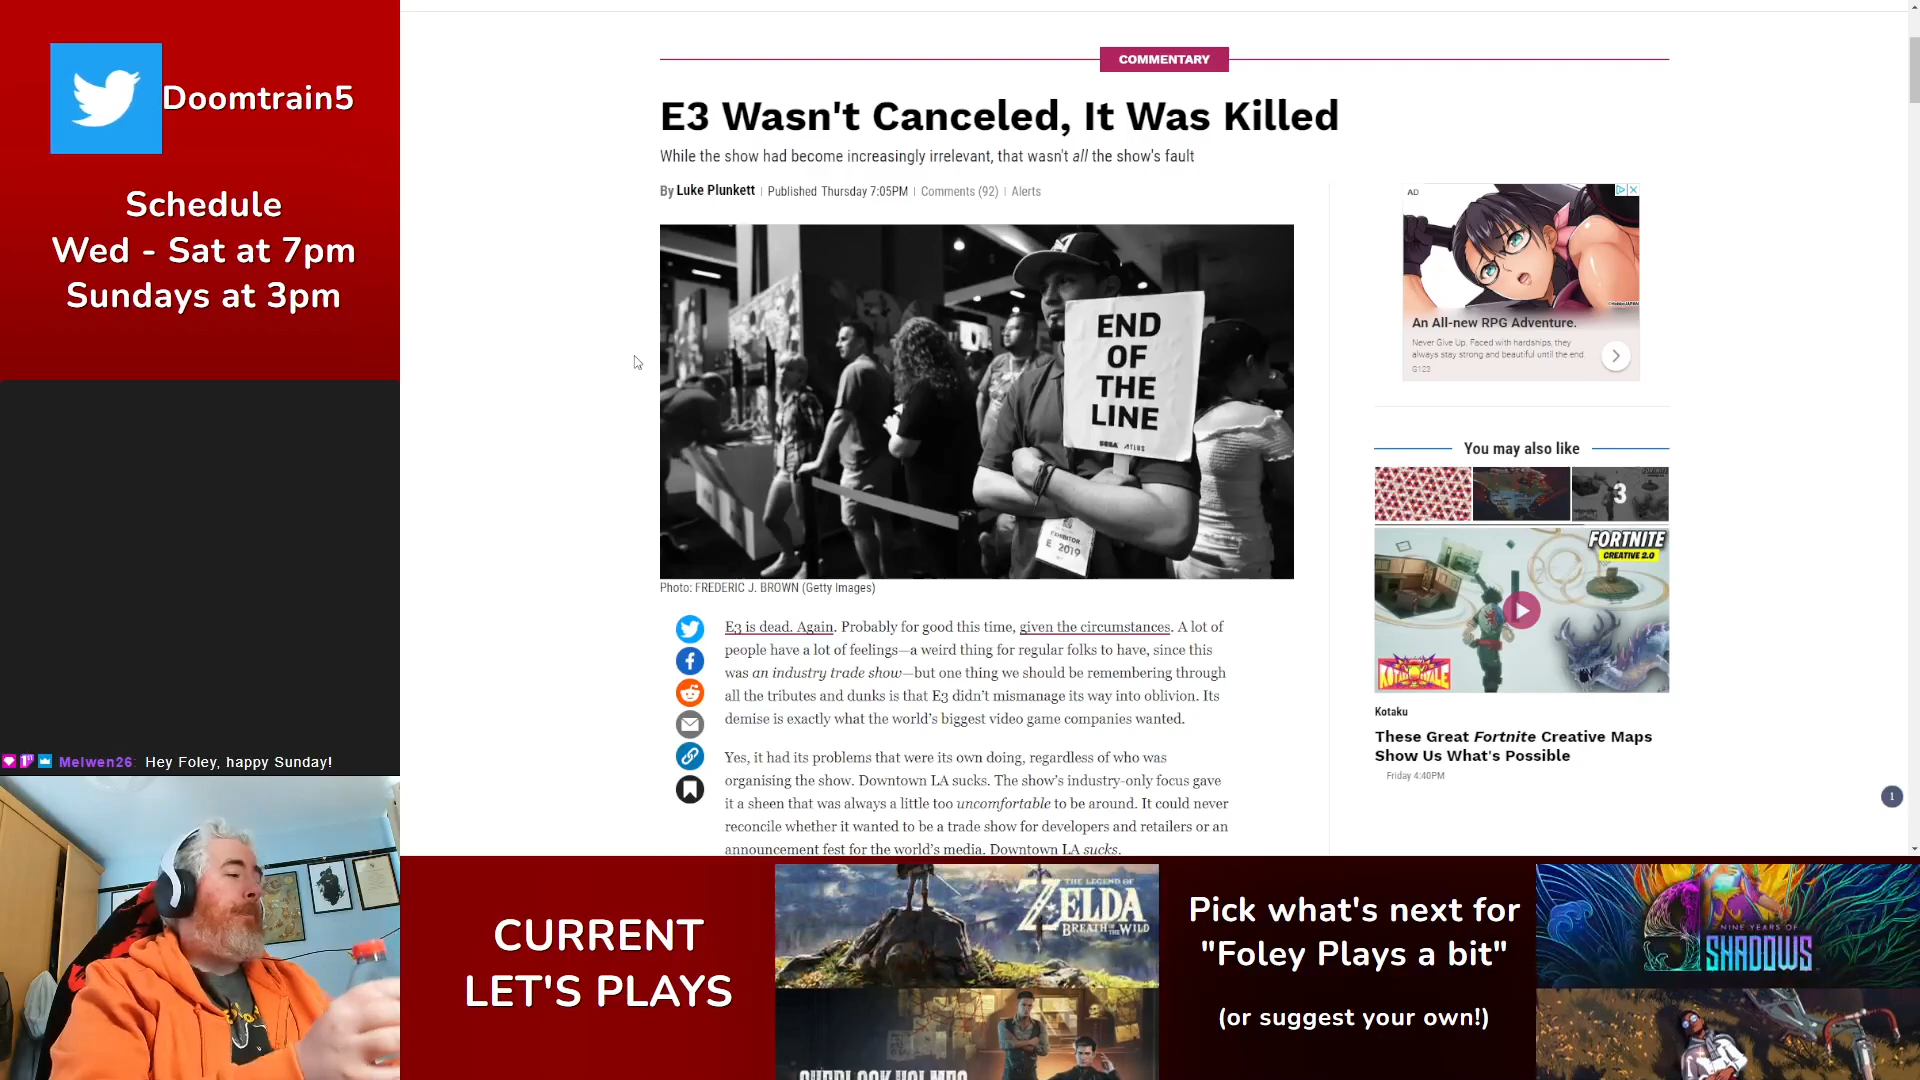 Doomtrain5
Schedule
Wed - Sat at 7pm
Sundays at 3pm
Melwen26: Hey Foley, happy Sunday!
COMMENTARY
E3 Wasn't Canceled, It Was Killed
While the show had become increasingly irrelevant, that wasn't all the show's fault
By Luke Plunkett | Published Thursday 7:05PM | Comments (92) | Alerts
END
OF
THE
LINE
SEGA ATLUS
EXHIBITOR
E 2019
Photo: FREDERIC J. BROWN (Getty Images)
E3 is dead. Again. Probably for good this time, given the circumstances. A lot of
people have a lot of feelings—a weird thing for regular folks to have, since this
was an industry trade show—but one thing we should be remembering through
all the tributes and dunks is that E3 didn't mismanage its way into oblivion. Its
demise is exactly what the world's biggest video game companies wanted.
Yes, it had its problems that were its own doing, regardless of who was
organising the show. Downtown LA sucks. The show's industry-only focus gave
it a sheen that was always a little too uncomfortable to be around. It could never
reconcile whether it wanted to be a trade show for developers and retailers or an
announcement fest for the world's media. Downtown LA sucks.
AD
An All-new RPG Adventure.
Never Give Up. Faced with hardships, they
always stay strong and beautiful until the end.
G123
You may also like
3
FORTNITE
CREATIVE 2.0
KOTAKU ROYALE
Kotaku
These Great Fortnite Creative Maps
Show Us What's Possible
Friday 4:40PM
1
CURRENT
LET'S PLAYS
THE LEGEND OF
ZELDA
BREATH OF THE WILD
SHERLOCK HOLMES
Pick what's next for
"Foley Plays a bit"
(or suggest your own!)
9
NINE YEARS OF
SHADOWS